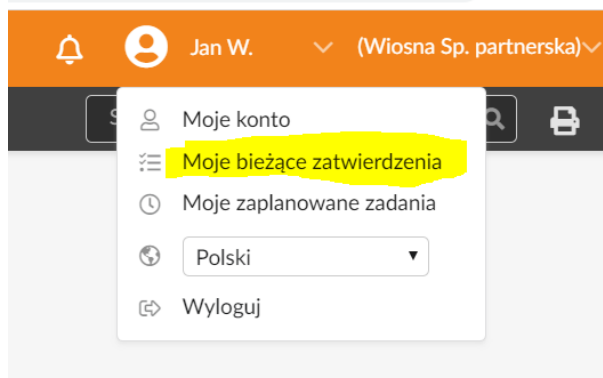 Jan W. (Wiosna Sp. partnerska)
Moje konto
Moje bieżące zatwierdzenia
Moje zaplanowane zadania
Polski
Wyloguj